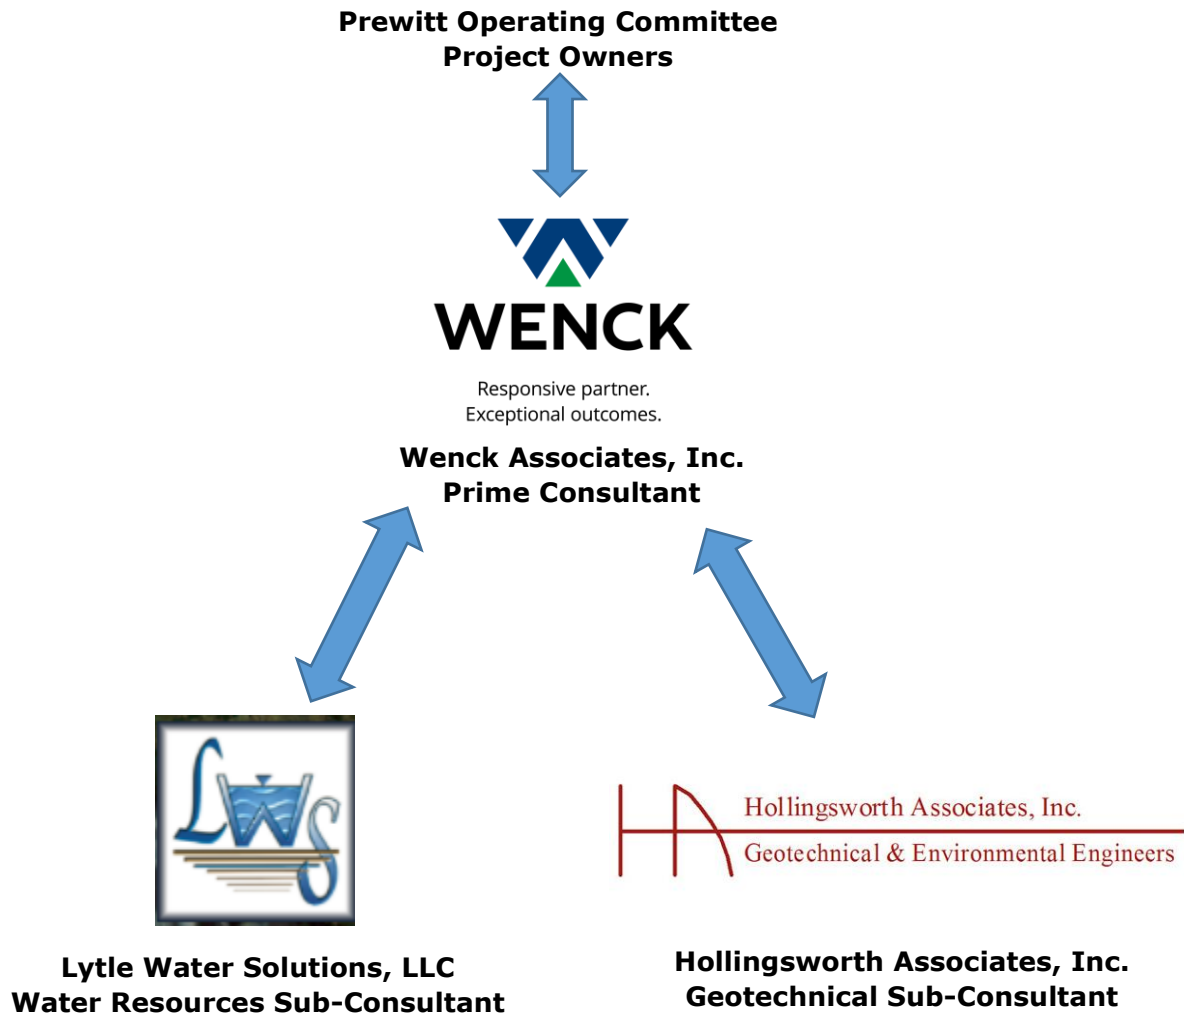 Prewitt Operating Committee
Project Owners
WENCK
Responsive partner.
Exceptional outcomes.
Wenck Associates, Inc.
Prime Consultant
LWS
HA
Hollingsworth Associates, Inc.
Geotechnical & Environmental Engineers
Lytle Water Solutions, LLC
Water Resources Sub-Consultant
Hollingsworth Associates, Inc.
Geotechnical Sub-Consultant